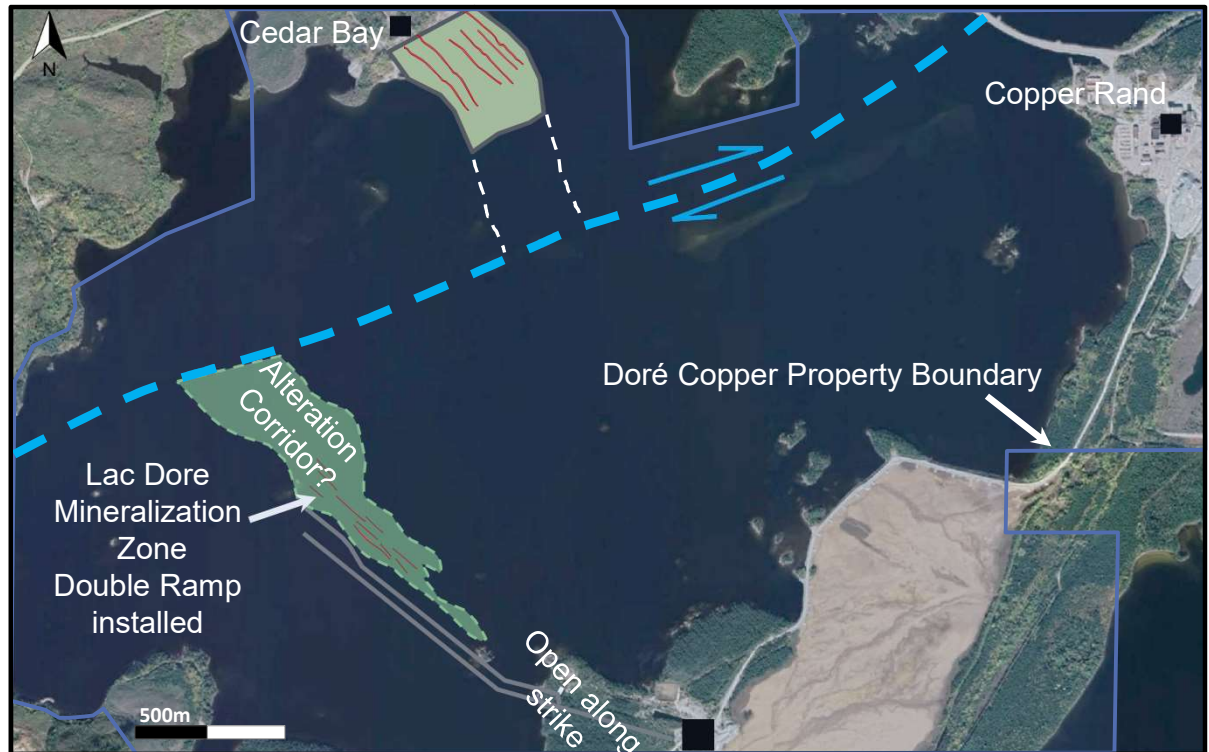 Cedar Bay
N
Copper Rand
Doré Copper Property Boundary
Alteration
Corridor?
Lac Dore
Mineralization
Zone
Double Ramp
installed
Open along
strike
500m